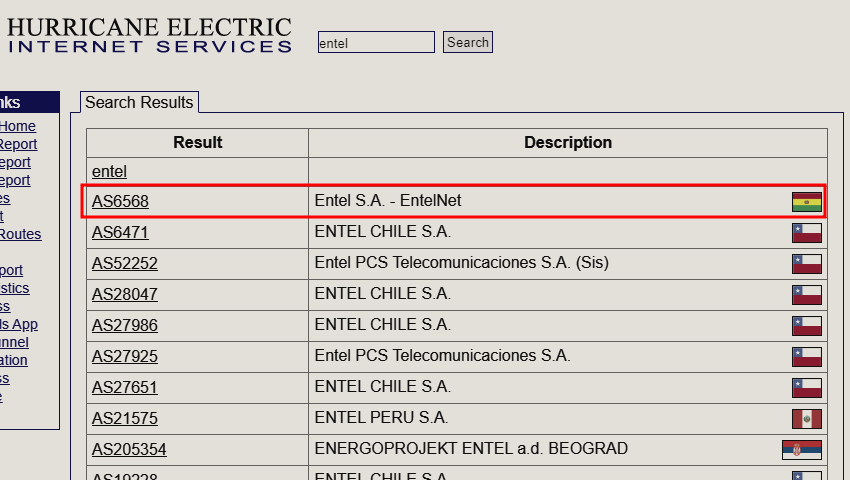 HURRICANE ELECTRIC
INTERNET SERVICES
entel Search
nks
Home
Report
eport
eport
es
t
Routes
port
istics
ss
ls App
unnel
ation
ss
e
Search Results
Result Description
entel
AS6568 Entel S.A. - EntelNet
AS6471 ENTEL CHILE S.A.
AS52252 Entel PCS Telecomunicaciones S.A. (Sis)
AS28047 ENTEL CHILE S.A.
AS27986 ENTEL CHILE S.A.
AS27925 Entel PCS Telecomunicaciones S.A.
AS27651 ENTEL CHILE S.A.
AS21575 ENTEL PERU S.A.
AS205354 ENERGOPROJEKT ENTEL a.d. BEOGRAD
AS19228 ENTEL CHILE S.A.